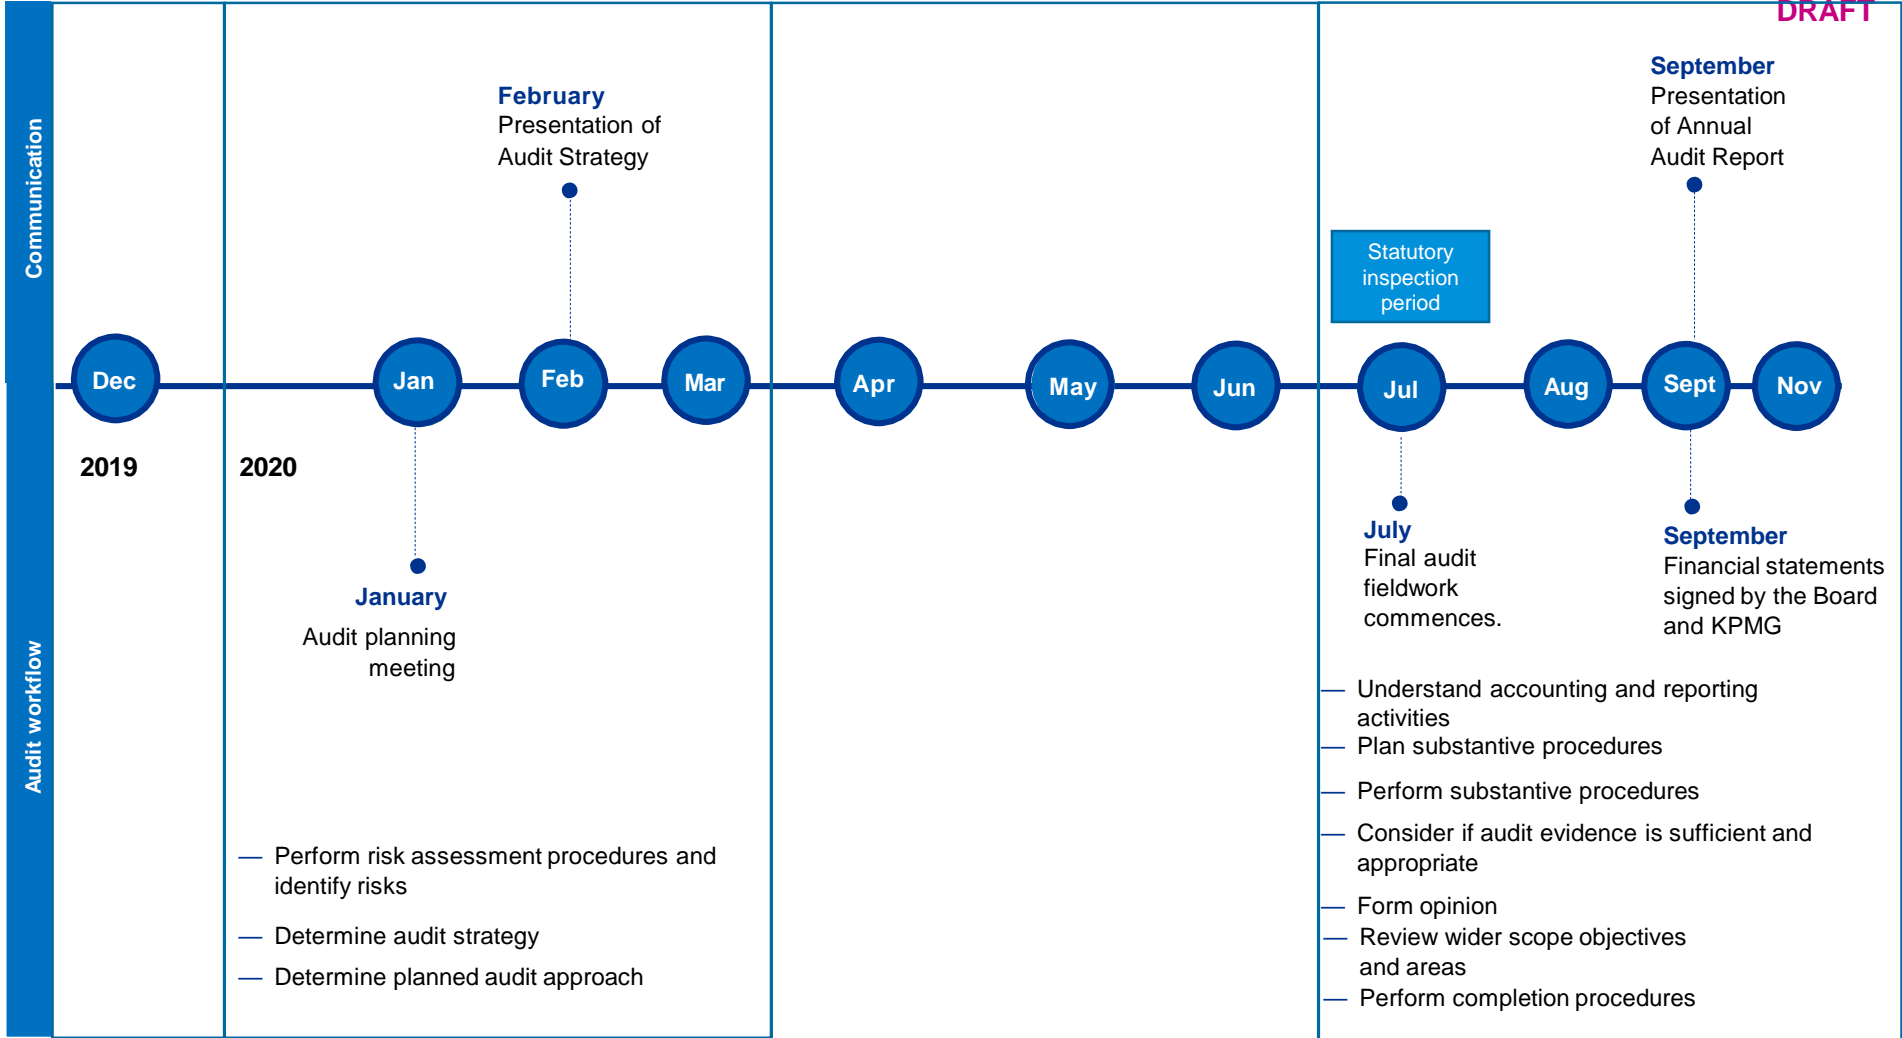 DRAFT
Communication
February
Presentation of
Audit Strategy
September
Presentation
of Annual
Audit Report
Statutory
inspection
period
Dec
Jan
Feb
Mar
Apr
May
Jun
Jul
Aug
Sept
Nov
2019
2020
Audit workflow
January
Audit planning
meeting
July
Final audit
fieldwork
commences.
September
Financial statements
signed by the Board
and KPMG
— Perform risk assessment procedures and
identify risks
— Determine audit strategy
— Determine planned audit approach
— Understand accounting and reporting
activities
— Plan substantive procedures
— Perform substantive procedures
— Consider if audit evidence is sufficient and
appropriate
— Form opinion
— Review wider scope objectives
and areas
— Perform completion procedures